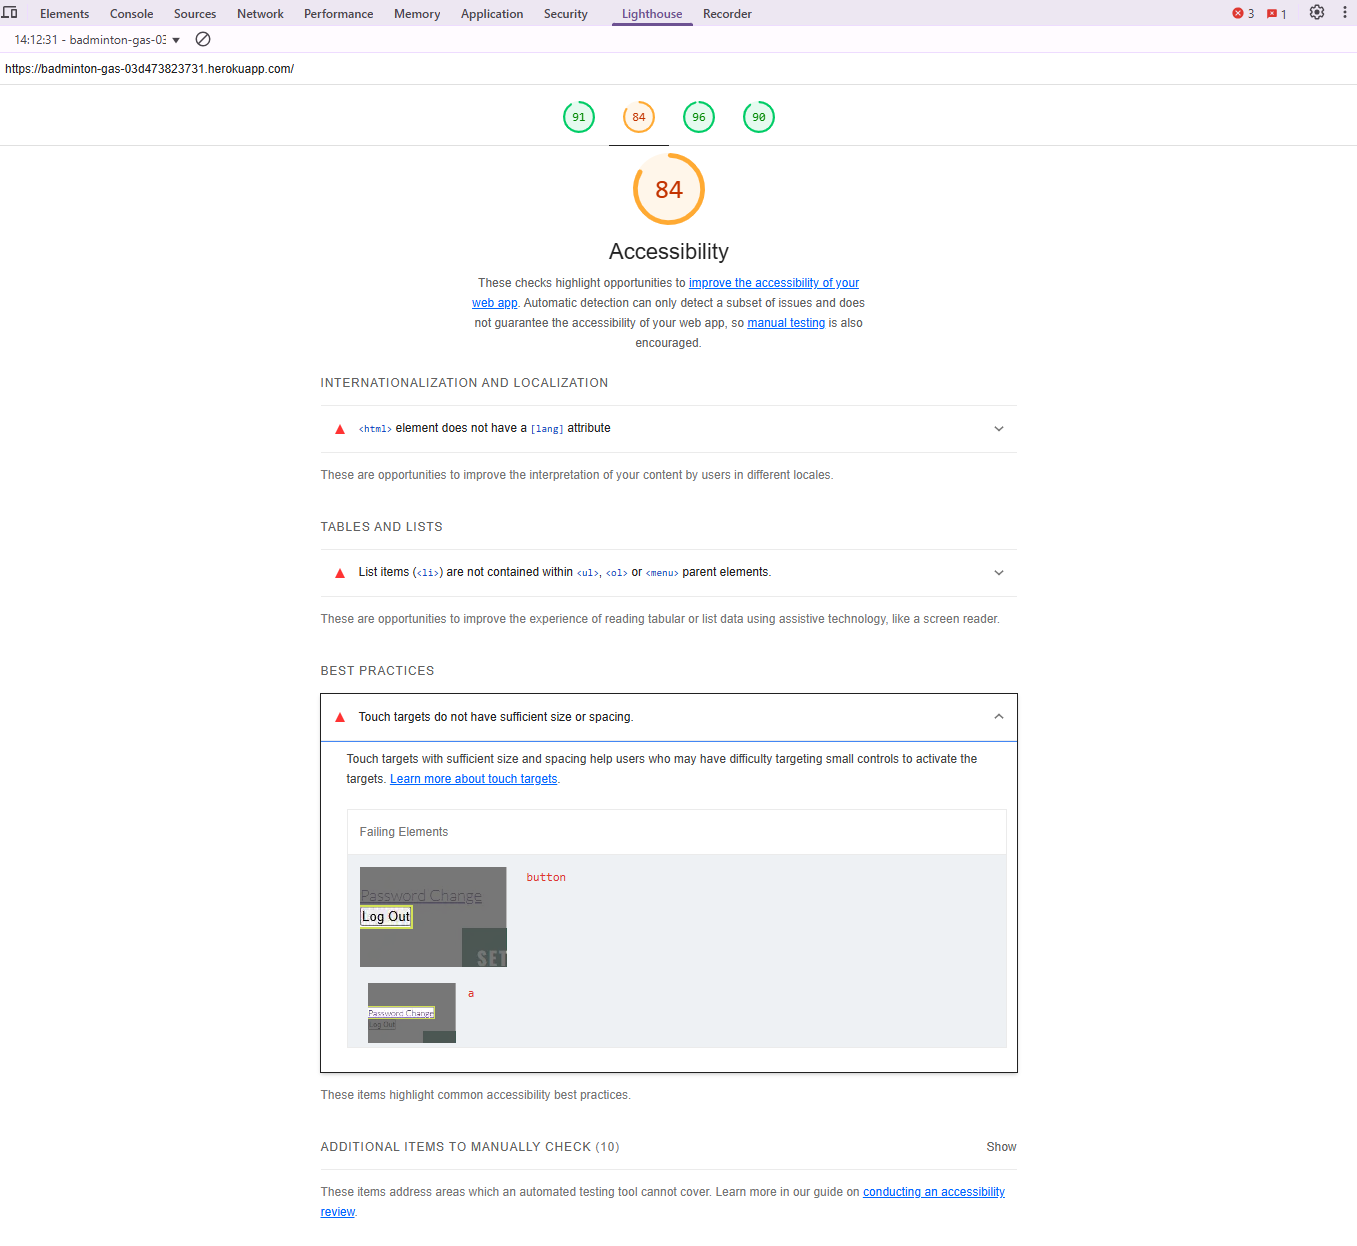 Elements Console Sources Network Performance Memory Application Security Lighthouse Recorder 3 1
14:12:31 - badminton-gas-03
https://badminton-gas-03d473823731.herokuapp.com/
91 84 96 90
84
Accessibility
These checks highlight opportunities to improve the accessibility of your
web app. Automatic detection can only detect a subset of issues and does
not guarantee the accessibility of your web app, so manual testing is also
encouraged.
INTERNATIONALIZATION AND LOCALIZATION
<html> element does not have a [lang] attribute
These are opportunities to improve the interpretation of your content by users in different locales.
TABLES AND LISTS
List items (<li>) are not contained within <ul>, <ol> or <menu> parent elements.
These are opportunities to improve the experience of reading tabular or list data using assistive technology, like a screen reader.
BEST PRACTICES
Touch targets do not have sufficient size or spacing.
Touch targets with sufficient size and spacing help users who may have difficulty targeting small controls to activate the
targets. Learn more about touch targets.
Failing Elements
Password Change
button
Log Out
SET
a
Password Change
Log Out
These items highlight common accessibility best practices.
ADDITIONAL ITEMS TO MANUALLY CHECK (10)
Show
These items address areas which an automated testing tool cannot cover. Learn more in our guide on conducting an accessibility
review.